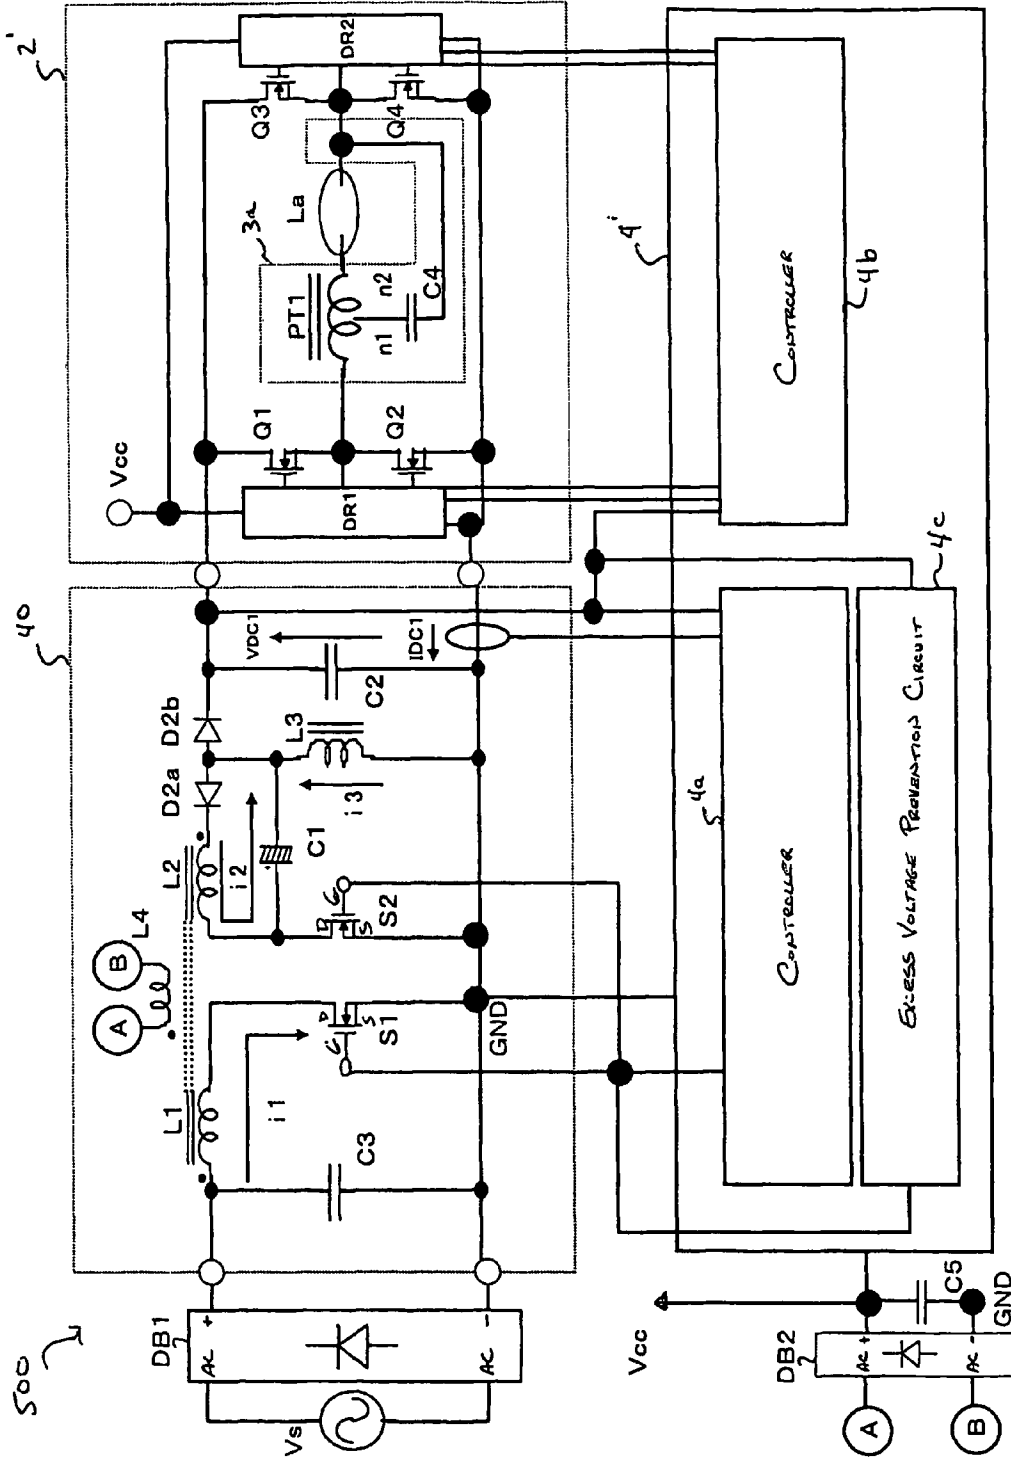 500
40
2'
Vs
DB1
AC +
AC -
L1
A
B
L4
L2
D2a
D2b
i1
i2
i3
C3
S1
G
D
S
S2
G
D
S
C1
L3
C2
VDC1
IDC1
GND
Vcc
DR1
Q1
Q2
PT1
n1
n2
C4
3a
La
Q3
Q4
DR2
4'
4a
CONTROLLER
EXCESS VOLTAGE PREVENTION CIRCUIT
4c
CONTROLLER
4b
Vcc
DB2
AC +
AC -
C5
GND
A
B